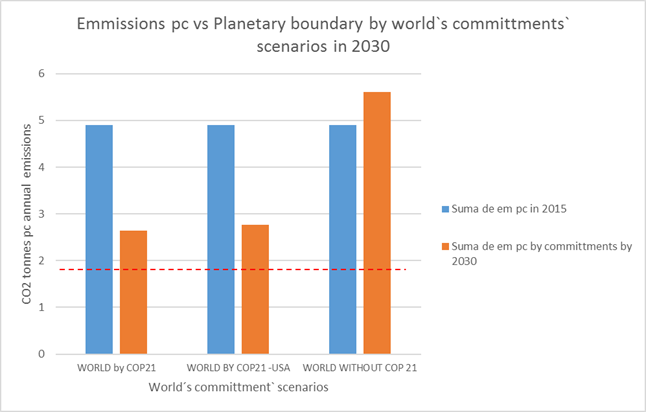 Emmissions pc vs Planetary boundary by world`s committments`
scenarios in 2030
6
5
4
3
2
1
0
CO2 tonnes pc annual emissions
WORLD by COP21
WORLD BY COP21 -USA
WORLD WITHOUT COP 21
World´s committment` scenarios
Suma de em pc in 2015
Suma de em pc by committments by
2030